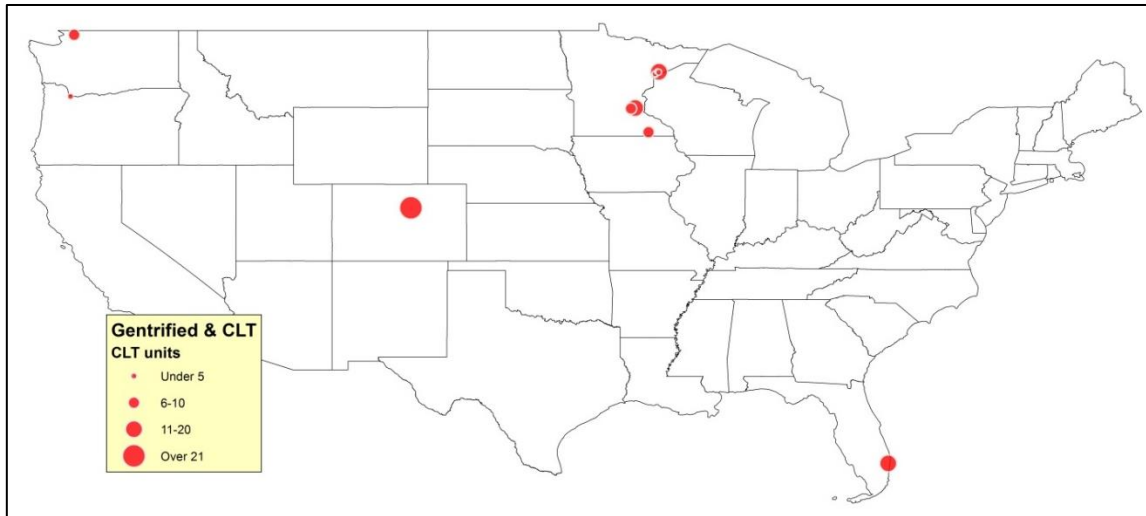 Gentrified & CLT
CLT units
Under 5
6-10
11-20
Over 21